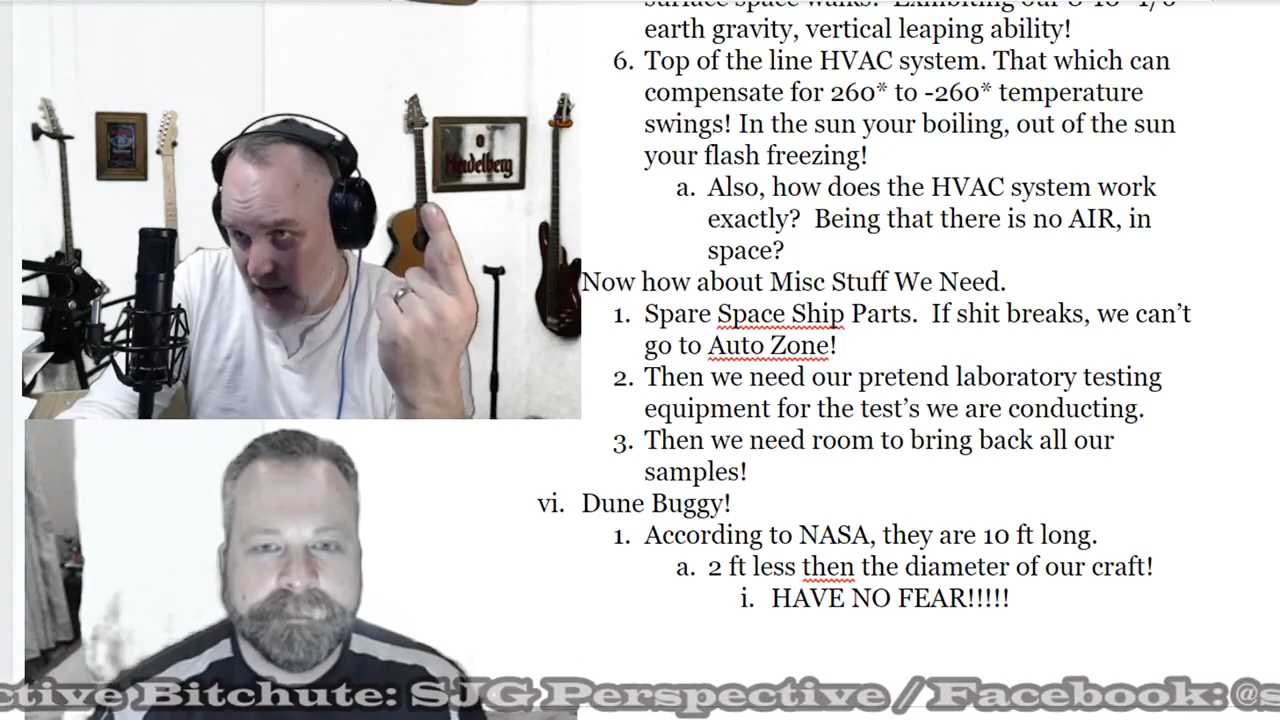 earth gravity, vertical leaping ability!
6. Top of the line HVAC system. That which can
compensate for 260* to -260* temperature
swings! In the sun your boiling, out of the sun
your flash freezing!
a. Also, how does the HVAC system work
exactly?  Being that there is no AIR, in
space?
Now how about Misc Stuff We Need.
1. Spare Space Ship Parts.  If shit breaks, we can’t
go to Auto Zone!
2. Then we need our pretend laboratory testing
equipment for the test’s we are conducting.
3. Then we need room to bring back all our
samples!
vi. Dune Buggy!
1. According to NASA, they are 10 ft long.
a. 2 ft less then the diameter of our craft!
i. HAVE NO FEAR!!!!!
Heidelberg
ctive Bitchute: SJG Perspective / Facebook: @s